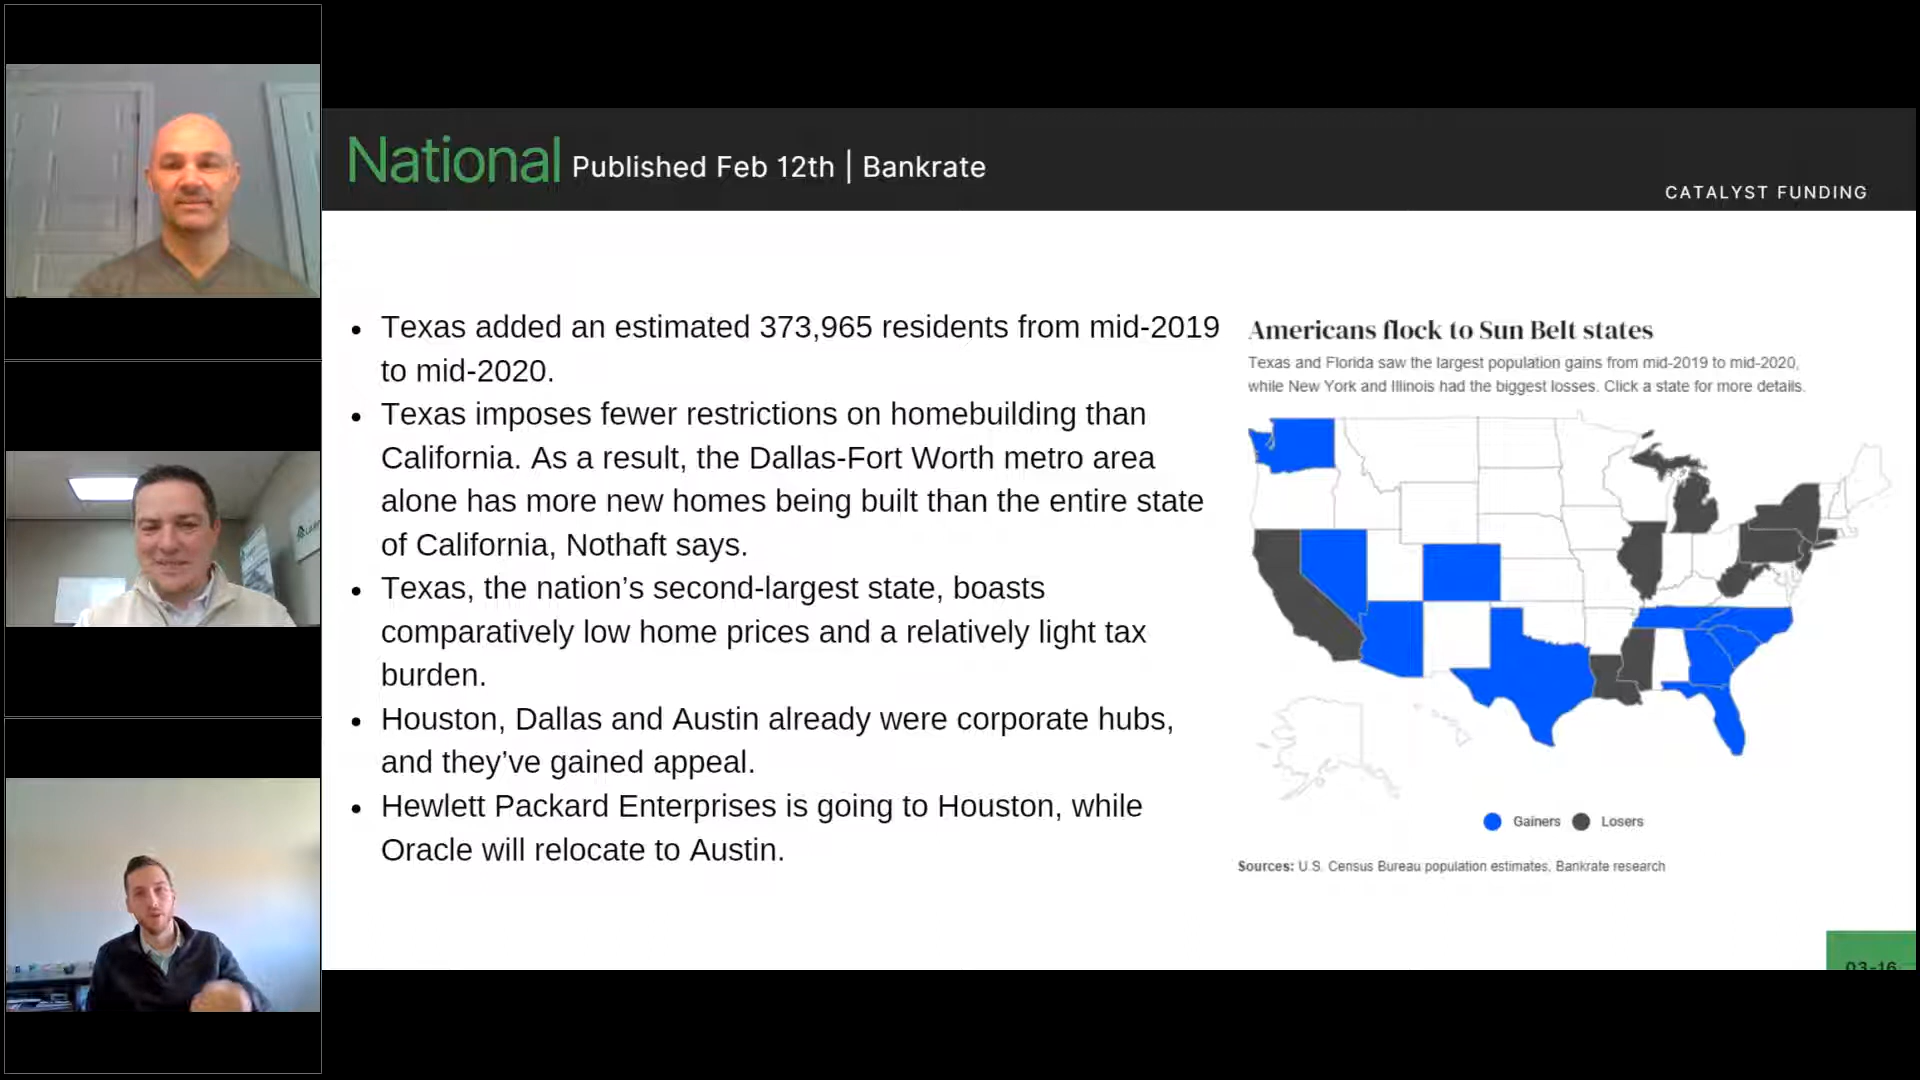 National Published Feb 12th | Bankrate
CATALYST FUNDING
• Texas added an estimated 373,965 residents from mid-2019
to mid-2020.
• Texas imposes fewer restrictions on homebuilding than
California. As a result, the Dallas-Fort Worth metro area
alone has more new homes being built than the entire state
of California, Nothaft says.
• Texas, the nation’s second-largest state, boasts
comparatively low home prices and a relatively light tax
burden.
• Houston, Dallas and Austin already were corporate hubs,
and they’ve gained appeal.
• Hewlett Packard Enterprises is going to Houston, while
Oracle will relocate to Austin.
Americans flock to Sun Belt states
Texas and Florida saw the largest population gains from mid-2019 to mid-2020,
while New York and Illinois had the biggest losses. Click a state for more details.
Gainers Losers
Sources: U.S. Census Bureau population estimates, Bankrate research
03-16